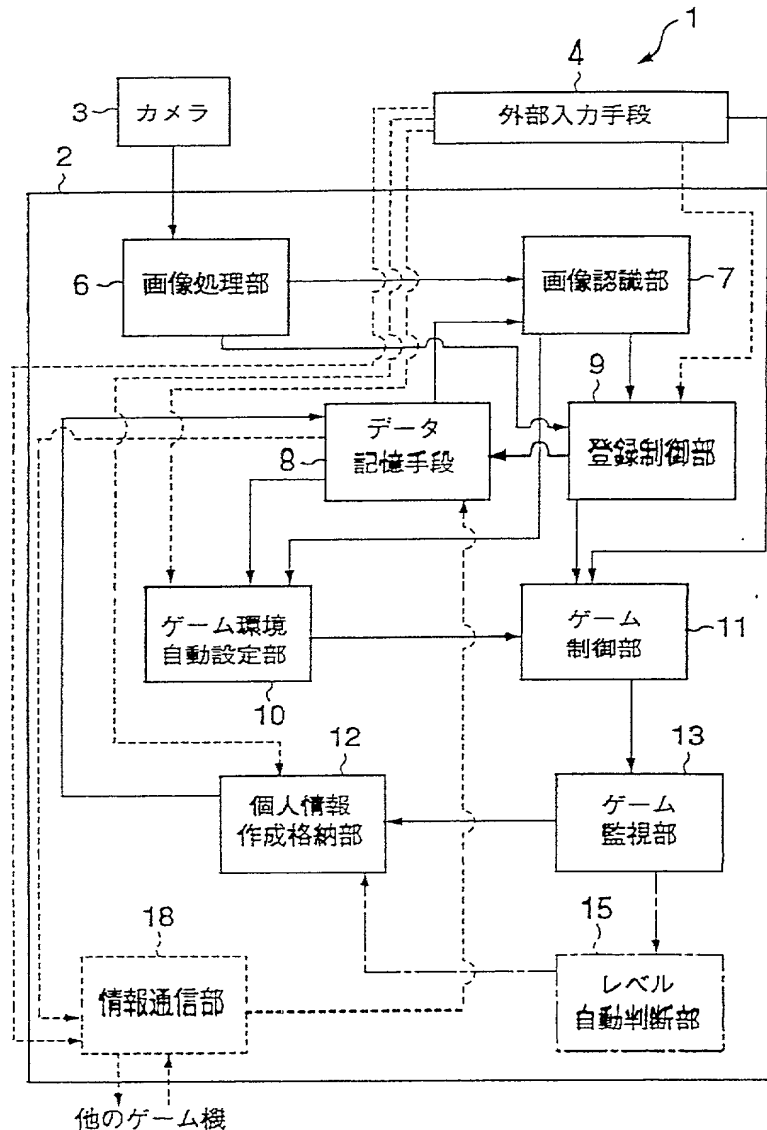 1
4
3
カメラ
外部入力手段
2
6
画像処理部
画像認識部
7
9
データ
8
記憶手段
登録制御部
ゲーム環境
自動設定部
10
ゲーム
制御部
11
12
13
個人情報
作成格納部
ゲーム
監視部
18
15
情報通信部
レベル
自動判断部
他のゲーム機